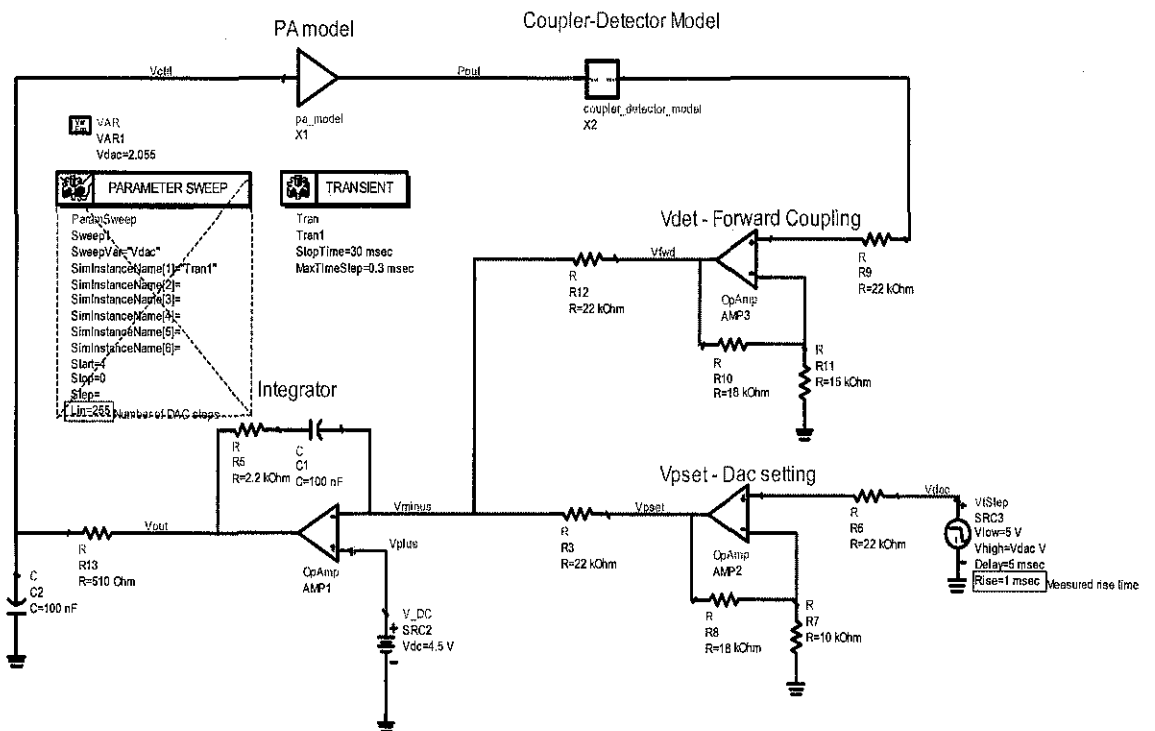 PA model
Coupler-Detector Model
Vctrl
Pout
pa_model
X1
coupler_detector_model
X2
VAR
VAR1
Vdac=2.055
PARAMETER SWEEP
ParamSweep
Sweep1
SweepVar="Vdac"
SimInstanceName[1]="Tran1"
SimInstanceName[2]=
SimInstanceName[3]=
SimInstanceName[4]=
SimInstanceName[5]=
SimInstanceName[6]=
Start=4
Stop=0
Step=
Lin=255 Number of DAC steps
TRANSIENT
Tran
Tran1
StopTime=30 msec
MaxTimeStep=0.3 msec
Vdet - Forward Coupling
Vfwd
R
R12
R=22 kOhm
OpAmp
AMP3
R
R9
R=22 kOhm
R
R10
R=18 kOhm
R
R11
R=15 kOhm
Integrator
R
R5
R=2.2 kOhm
C
C1
C=100 nF
Vminus
Vplus
Vout
OpAmp
AMP1
R
R13
R=510 Ohm
C
C2
C=100 nF
V_DC
SRC2
Vdc=4.5 V
Vpset - Dac setting
Vpset
R
R3
R=22 kOhm
OpAmp
AMP2
R
R8
R=18 kOhm
R
R7
R=10 kOhm
R
R6
R=22 kOhm
Vdac
VtStep
SRC3
Vlow=5 V
Vhigh=Vdac V
Delay=5 msec
Rise=1 msec Measured rise time